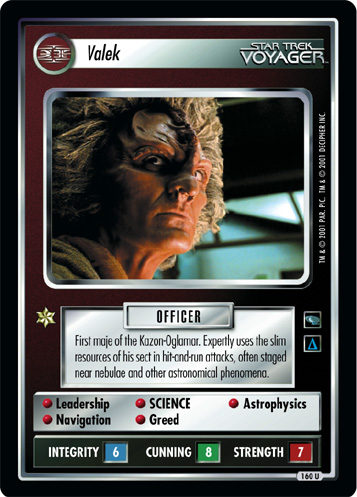 Valek
STAR TREK
VOYAGER™
TM & © 2001 PAR. PIC. TM & © 2001 DECIPHER INC.
OFFICER
First maje of the Kazon-Oglamar. Expertly uses the slim
resources of his sect in hit-and-run attacks, often staged
near nebulae and other astronomical phenomena.
Leadership SCIENCE Astrophysics
Navigation Greed
INTEGRITY 6 CUNNING 8 STRENGTH 7
160 U